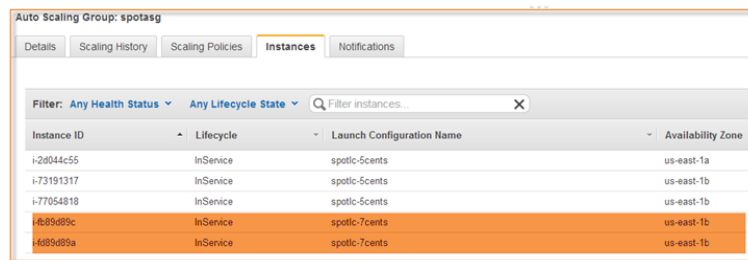 Auto Scaling Group: spotasg
Details Scaling History Scaling Policies Instances Notifications
Filter: Any Health Status Any Lifecycle State Filter instances...
Instance ID Lifecycle Launch Configuration Name Availability Zone
i-2d044c55 InService spotlc-5cents us-east-1a
i-73191317 InService spotlc-5cents us-east-1b
i-77054818 InService spotlc-5cents us-east-1b
i-fb89d89c InService spotlc-7cents us-east-1b
i-fd89d89a InService spotlc-7cents us-east-1b